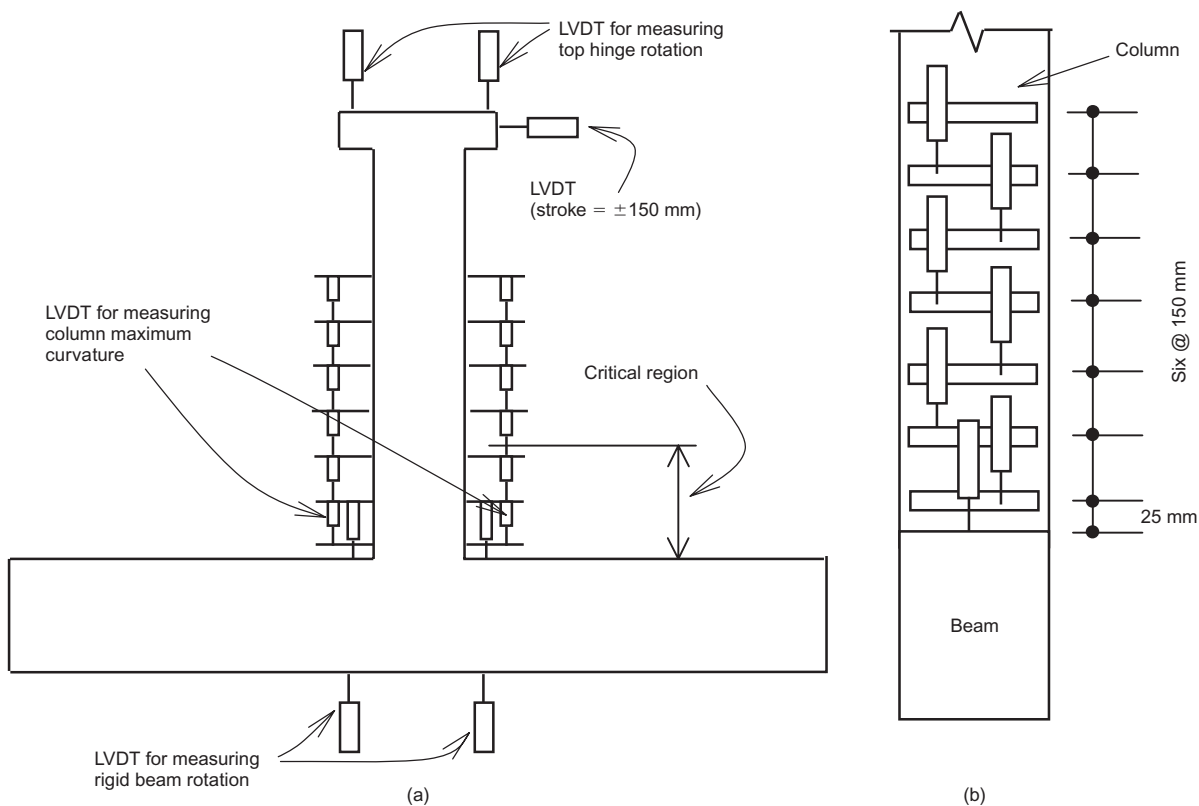 LVDT for measuring
top hinge rotation
Column
LVDT
(stroke = ±150 mm)
LVDT for measuring
column maximum
curvature
Critical region
Six @ 150 mm
25 mm
Beam
LVDT for measuring
rigid beam rotation
(a)
(b)